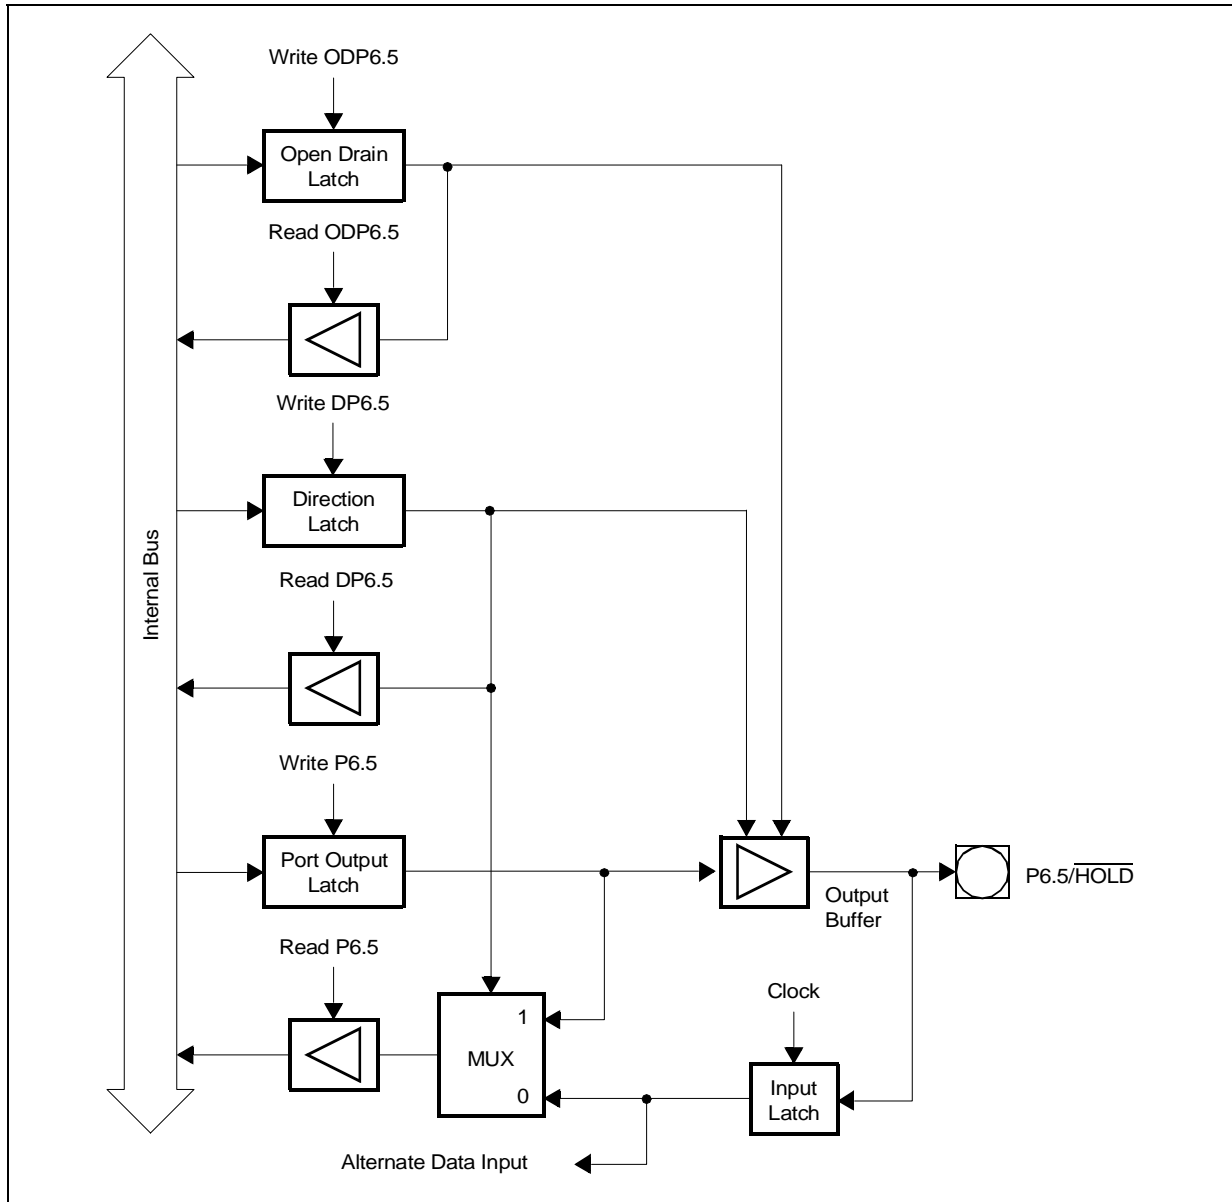 Write ODP6.5
Open Drain
Latch
Read ODP6.5
Write DP6.5
Direction
Latch
Internal Bus
Read DP6.5
Write P6.5
Port Output
Latch
P6.5/HOLD
Output
Buffer
Read P6.5
Clock
1
MUX
0
Input
Latch
Alternate Data Input